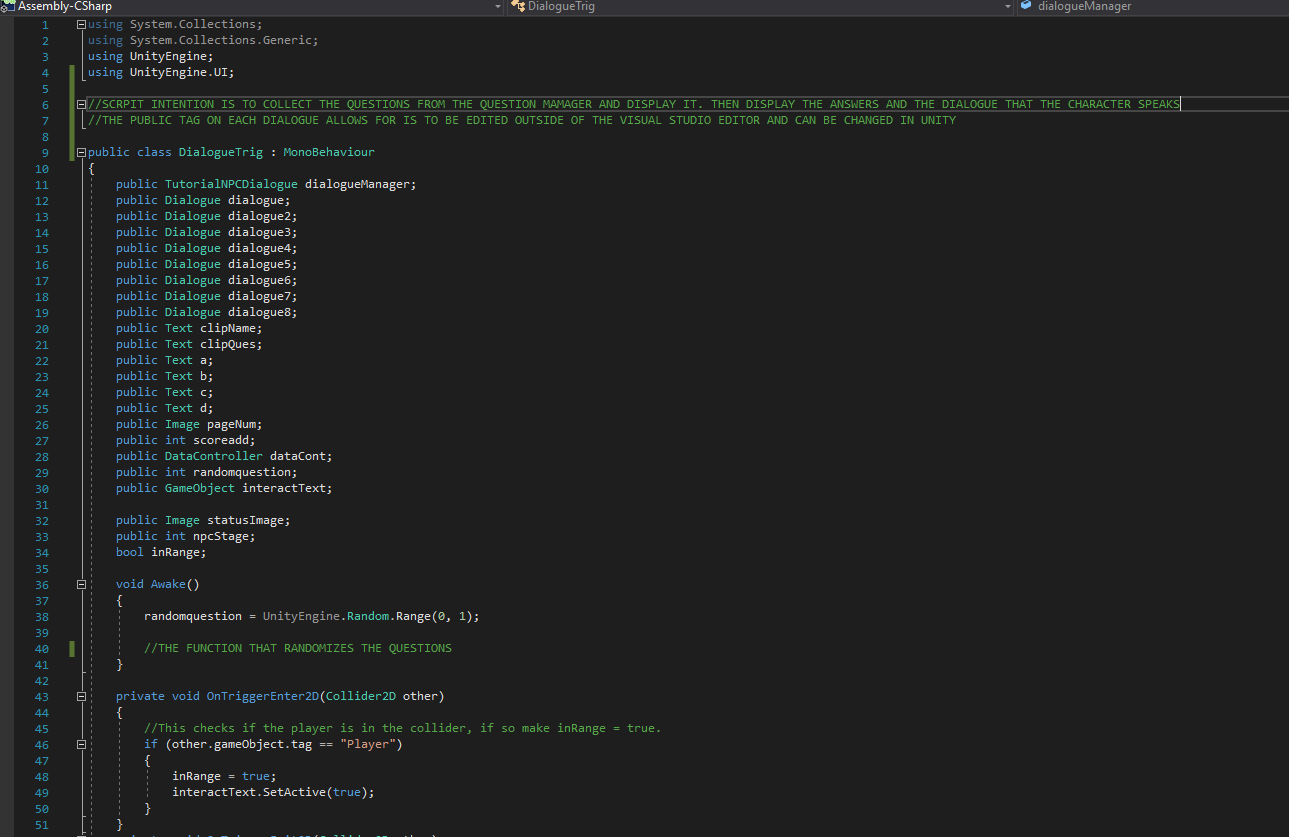 Assembly-CSharp DialogueTrig dialogueManager
1 using System.Collections;
2 using System.Collections.Generic;
3 using UnityEngine;
4 using UnityEngine.UI;
5
6 //SCRPIT INTENTION IS TO COLLECT THE QUESTIONS FROM THE QUESTION MAMAGER AND DISPLAY IT. THEN DISPLAY THE ANSWERS AND THE DIALOGUE THAT THE CHARACTER SPEAKS
7 //THE PUBLIC TAG ON EACH DIALOGUE ALLOWS FOR IS TO BE EDITED OUTSIDE OF THE VISUAL STUDIO EDITOR AND CAN BE CHANGED IN UNITY
8
9 public class DialogueTrig : MonoBehaviour
10 {
11 public TutorialNPCDialogue dialogueManager;
12 public Dialogue dialogue;
13 public Dialogue dialogue2;
14 public Dialogue dialogue3;
15 public Dialogue dialogue4;
16 public Dialogue dialogue5;
17 public Dialogue dialogue6;
18 public Dialogue dialogue7;
19 public Dialogue dialogue8;
20 public Text clipName;
21 public Text clipQues;
22 public Text a;
23 public Text b;
24 public Text c;
25 public Text d;
26 public Image pageNum;
27 public int scoreadd;
28 public DataController dataCont;
29 public int randomquestion;
30 public GameObject interactText;
31
32 public Image statusImage;
33 public int npcStage;
34 bool inRange;
35
36 void Awake()
37 {
38 randomquestion = UnityEngine.Random.Range(0, 1);
39
40 //THE FUNCTION THAT RANDOMIZES THE QUESTIONS
41 }
42
43 private void OnTriggerEnter2D(Collider2D other)
44 {
45 //This checks if the player is in the collider, if so make inRange = true.
46 if (other.gameObject.tag == "Player")
47 {
48 inRange = true;
49 interactText.SetActive(true);
50 }
51 }